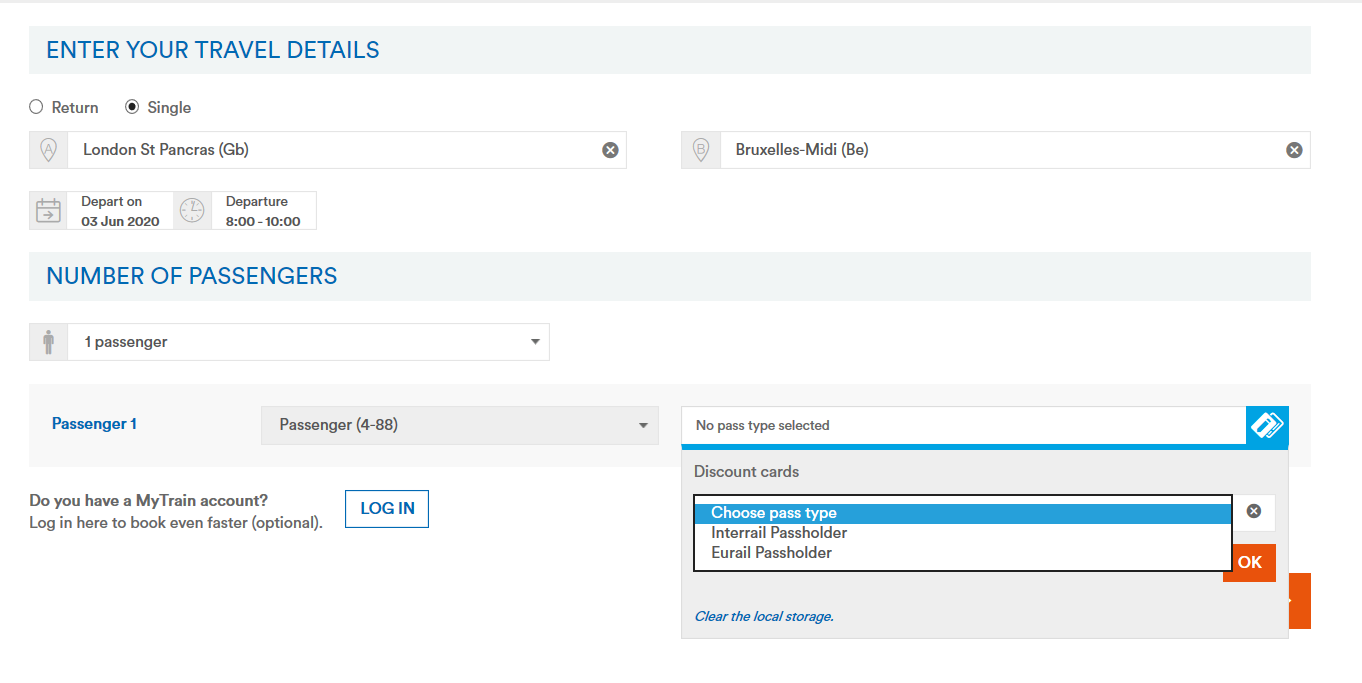 ENTER YOUR TRAVEL DETAILS
Return Single
A London St Pancras (Gb)
B Bruxelles-Midi (Be)
Depart on
03 Jun 2020
Departure
8:00 - 10:00
NUMBER OF PASSENGERS
1 passenger
Passenger 1
Passenger (4-88)
No pass type selected
Discount cards
Choose pass type
Interrail Passholder
Eurail Passholder
OK
Clear the local storage.
Do you have a MyTrain account?
Log in here to book even faster (optional).
LOG IN